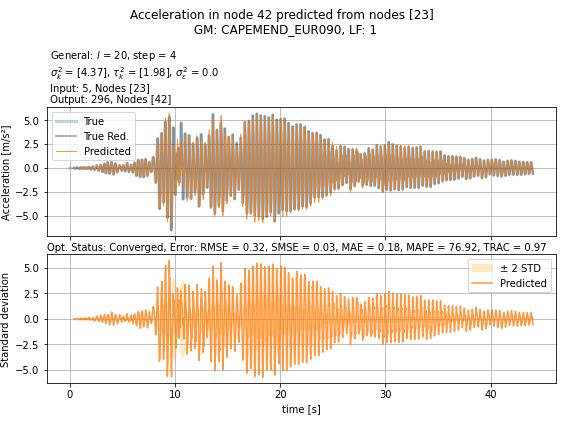 Acceleration in node 42 predicted from nodes [23]
GM: CAPEMEND_EUR090, LF: 1
General: l = 20, step = 4
σ²ₖ = [4.37], τ²ₖ = [1.98], σ²ᵣ = 0.0
Input: 5, Nodes [23]
Output: 296, Nodes [42]
Acceleration [m/s²]
5.0
2.5
0.0
−2.5
−5.0
True
True Red.
Predicted
Opt. Status: Converged, Error: RMSE = 0.32, SMSE = 0.03, MAE = 0.18, MAPE = 76.92, TRAC = 0.97
Standard deviation
5.0
2.5
0.0
−2.5
−5.0
± 2 STD
Predicted
0 10 20 30 40
time [s]